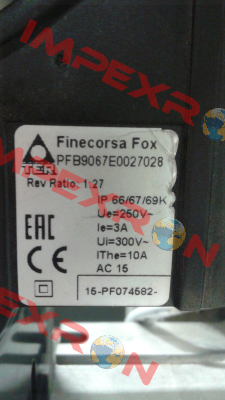 IMPEXRON
Finecorsa Fox
PFB9067E0027028
TER
Rev Ratio: 1:27
IP 66/67/69K
Ue=250V~
Ie=3A
Ui=300V~
IThe=10A
AC 15
EAC
CE
15-PF074582-
IMPEXRON